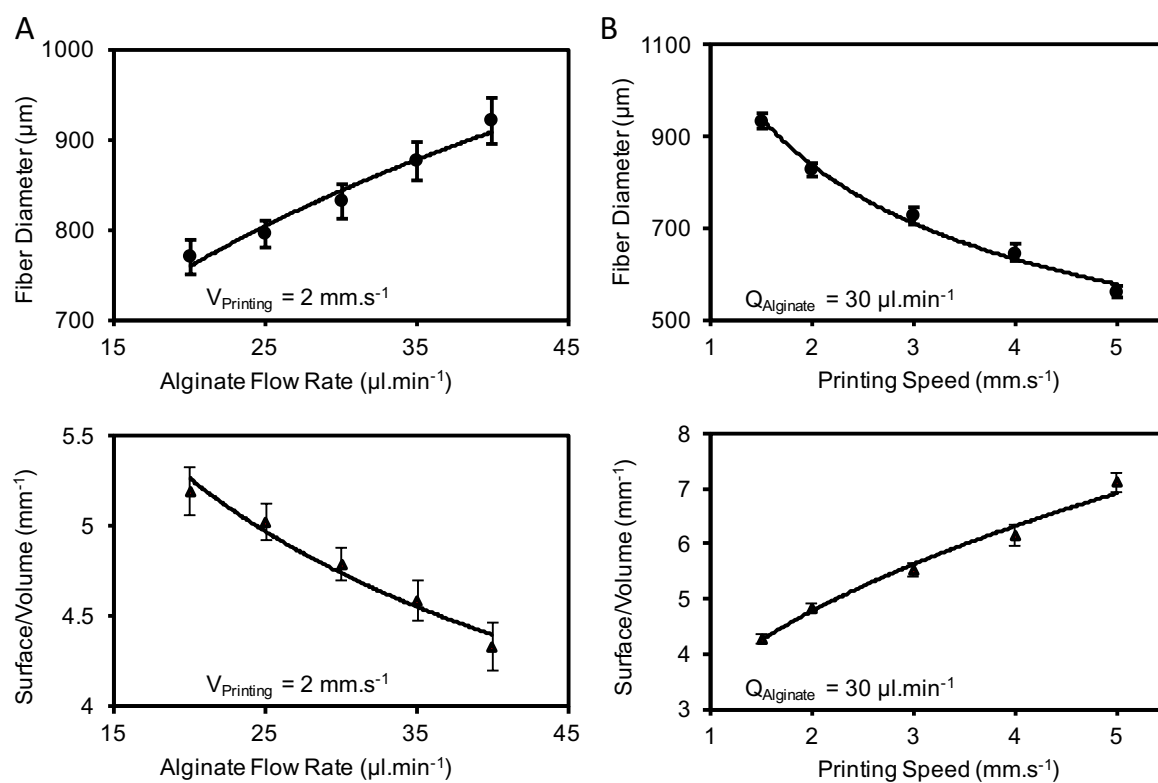 A
1000
900
800
700
Fiber Diameter (µm)
V_Printing = 2 mm.s⁻¹
15 25 35 45
Alginate Flow Rate (µl.min⁻¹)
B
1100
900
700
500
Fiber Diameter (µm)
Q_Alginate = 30 µl.min⁻¹
1 2 3 4 5
Printing Speed (mm.s⁻¹)
5.5
5
4.5
4
Surface/Volume (mm⁻¹)
V_Printing = 2 mm.s⁻¹
15 25 35 45
Alginate Flow Rate (µl.min⁻¹)
8
7
6
5
4
3
Surface/Volume (mm⁻¹)
Q_Alginate = 30 µl.min⁻¹
1 2 3 4 5
Printing Speed (mm.s⁻¹)